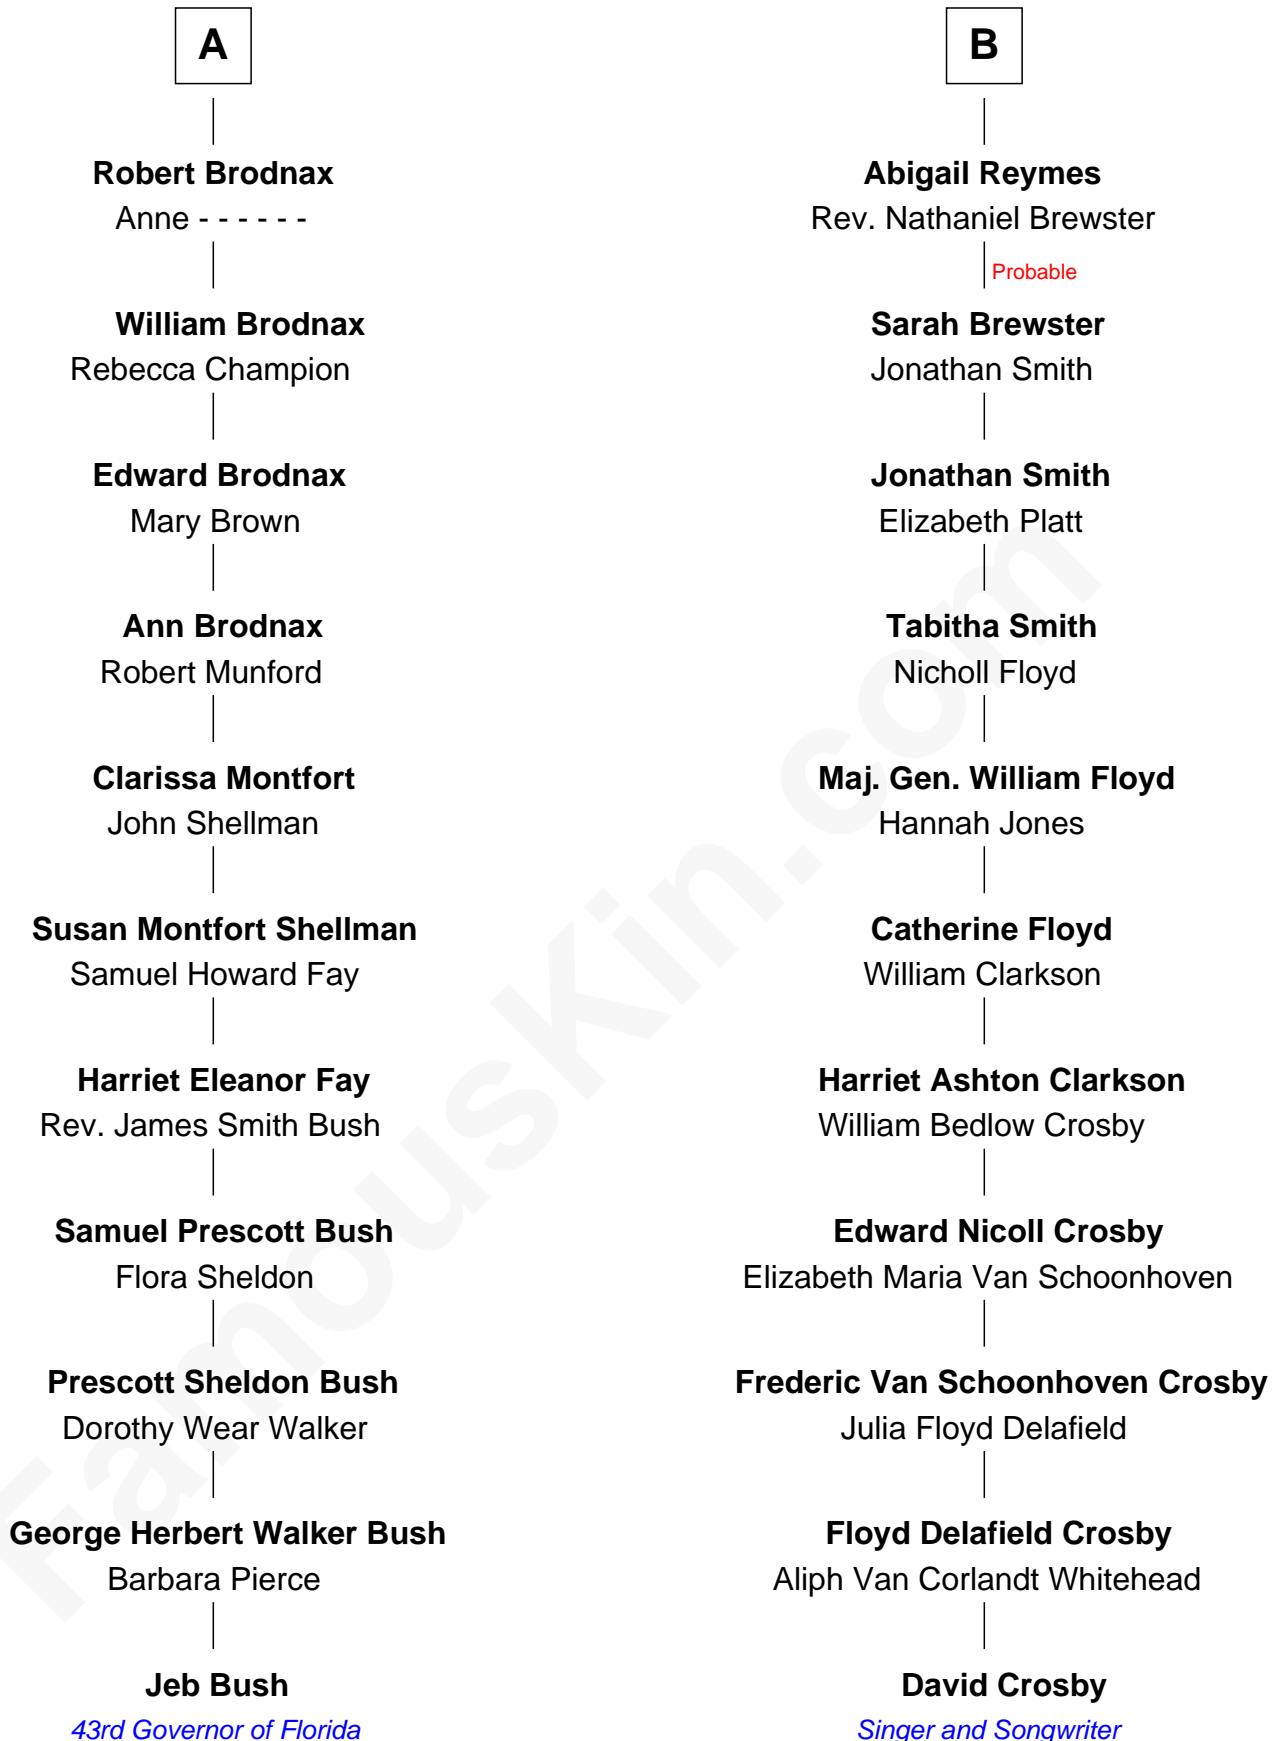 A
Robert Brodnax
Anne - - - - - -
William Brodnax
Rebecca Champion
Edward Brodnax
Mary Brown
Ann Brodnax
Robert Munford
Clarissa Montfort
John Shellman
Susan Montfort Shellman
Samuel Howard Fay
Harriet Eleanor Fay
Rev. James Smith Bush
Samuel Prescott Bush
Flora Sheldon
Prescott Sheldon Bush
Dorothy Wear Walker
George Herbert Walker Bush
Barbara Pierce
Jeb Bush
43rd Governor of Florida
B
Abigail Reymes
Rev. Nathaniel Brewster
Probable
Sarah Brewster
Jonathan Smith
Jonathan Smith
Elizabeth Platt
Tabitha Smith
Nicholl Floyd
Maj. Gen. William Floyd
Hannah Jones
Catherine Floyd
William Clarkson
Harriet Ashton Clarkson
William Bedlow Crosby
Edward Nicoll Crosby
Elizabeth Maria Van Schoonhoven
Frederic Van Schoonhoven Crosby
Julia Floyd Delafield
Floyd Delafield Crosby
Aliph Van Corlandt Whitehead
David Crosby
Singer and Songwriter
FamousKin.com